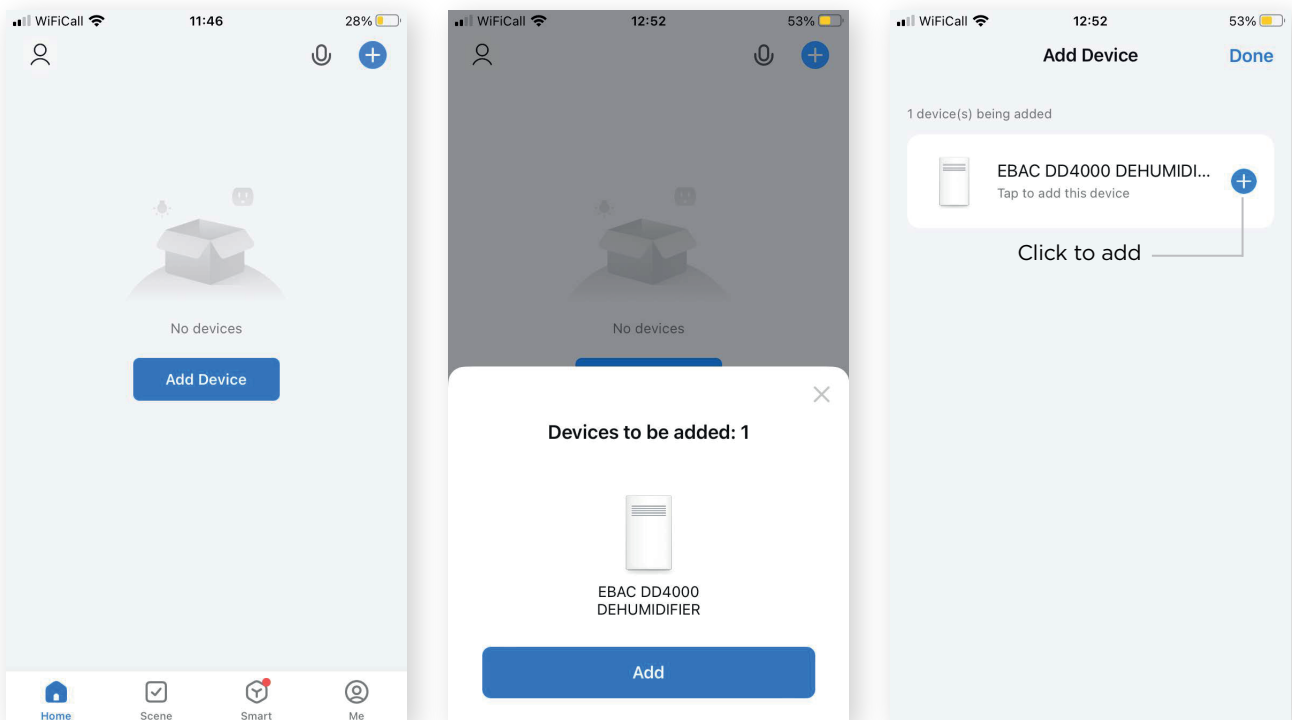 WiFiCall
11:46
28%
No devices
Add Device
Home
Scene
Smart
Me
WiFiCall
12:52
53%
No devices
Devices to be added: 1
EBAC DD4000
DEHUMIDIFIER
Add
WiFiCall
12:52
53%
Add Device
Done
1 device(s) being added
EBAC DD4000 DEHUMIDI...
Tap to add this device
Click to add